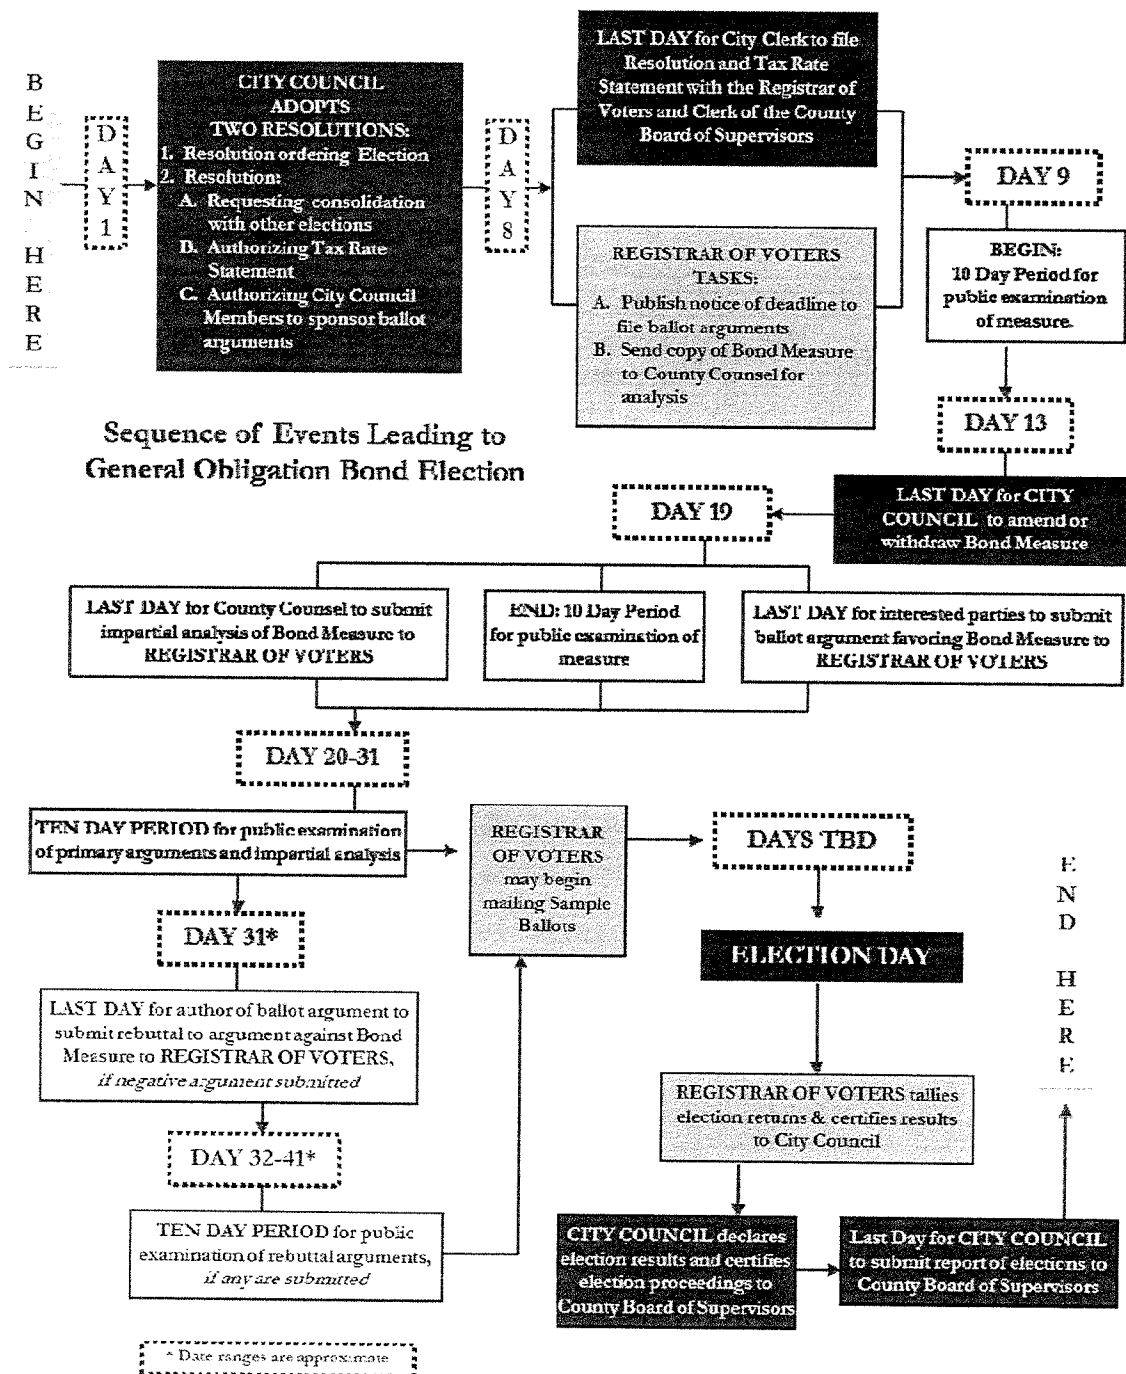 BEGIN HERE
DAY 1
CITY COUNCIL
ADOPTS
TWO RESOLUTIONS:
1. Resolution ordering Election
2. Resolution:
A. Requesting consolidation
with other elections
B. Authorizing Tax Rate
Statement
C. Authorizing City Council
Members to sponsor ballot
arguments
DAY 8
LAST DAY for City Clerk to file
Resolution and Tax Rate
Statement with the Registrar of
Voters and Clerk of the County
Board of Supervisors
REGISTRAR OF VOTERS
TASKS:
A. Publish notice of deadline to
file ballot arguments
B. Send copy of Bond Measure
to County Counsel for
analysis
DAY 9
BEGIN:
10 Day Period for
public examination
of measure.
DAY 13
LAST DAY for CITY
COUNCIL to amend or
withdraw Bond Measure
Sequence of Events Leading to
General Obligation Bond Election
DAY 19
LAST DAY for County Counsel to submit
impartial analysis of Bond Measure to
REGISTRAR OF VOTERS
END: 10 Day Period
for public examination of
measure
LAST DAY for interested parties to submit
ballot argument favoring Bond Measure to
REGISTRAR OF VOTERS
DAY 20-31
TEN DAY PERIOD for public examination
of primary arguments and impartial analysis
REGISTRAR
OF VOTERS
may begin
mailing Sample
Ballots
DAYS TBD
ELECTION DAY
DAY 31*
LAST DAY for author of ballot argument to
submit rebuttal to argument against Bond
Measure to REGISTRAR OF VOTERS,
if negative argument submitted
DAY 32-41*
TEN DAY PERIOD for public
examination of rebuttal arguments,
if any are submitted
REGISTRAR OF VOTERS tallies
election returns & certifies results
to City Council
CITY COUNCIL declares
election results and certifies
election proceedings to
County Board of Supervisors
Last Day for CITY COUNCIL
to submit report of elections to
County Board of Supervisors
END HERE
* Date ranges are approximate